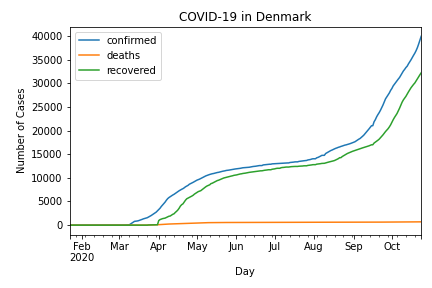 COVID-19 in Denmark
confirmed
deaths
recovered
Number of Cases
40000
35000
30000
25000
20000
15000
10000
5000
0
Feb Mar Apr May Jun Jul Aug Sep Oct
2020
Day